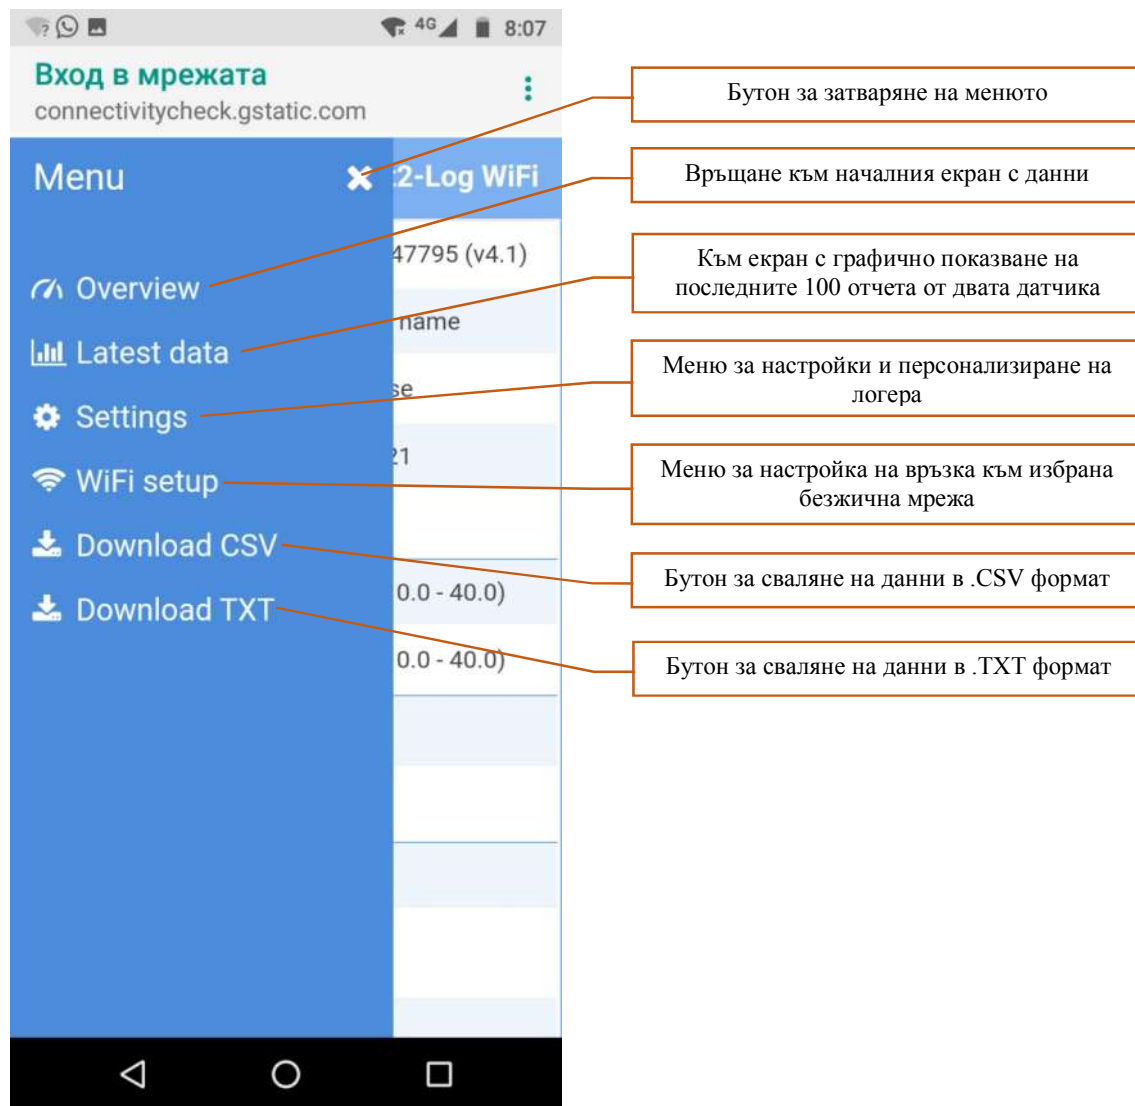 4G 8:07
Вход в мрежата
connectivitycheck.gstatic.com
Menu
:2-Log WiFi
47795 (v4.1)
Overview
name
Latest data
se
Settings
21
WiFi setup
Download CSV
0.0 - 40.0)
Download TXT
0.0 - 40.0)
Бутон за затваряне на менюто
Връщане към началния екран с данни
Към екран с графично показване на
последните 100 отчета от двата датчика
Меню за настройки и персонализиране на
логера
Меню за настройка на връзка към избрана
безжична мрежа
Бутон за сваляне на данни в .CSV формат
Бутон за сваляне на данни в .TXT формат